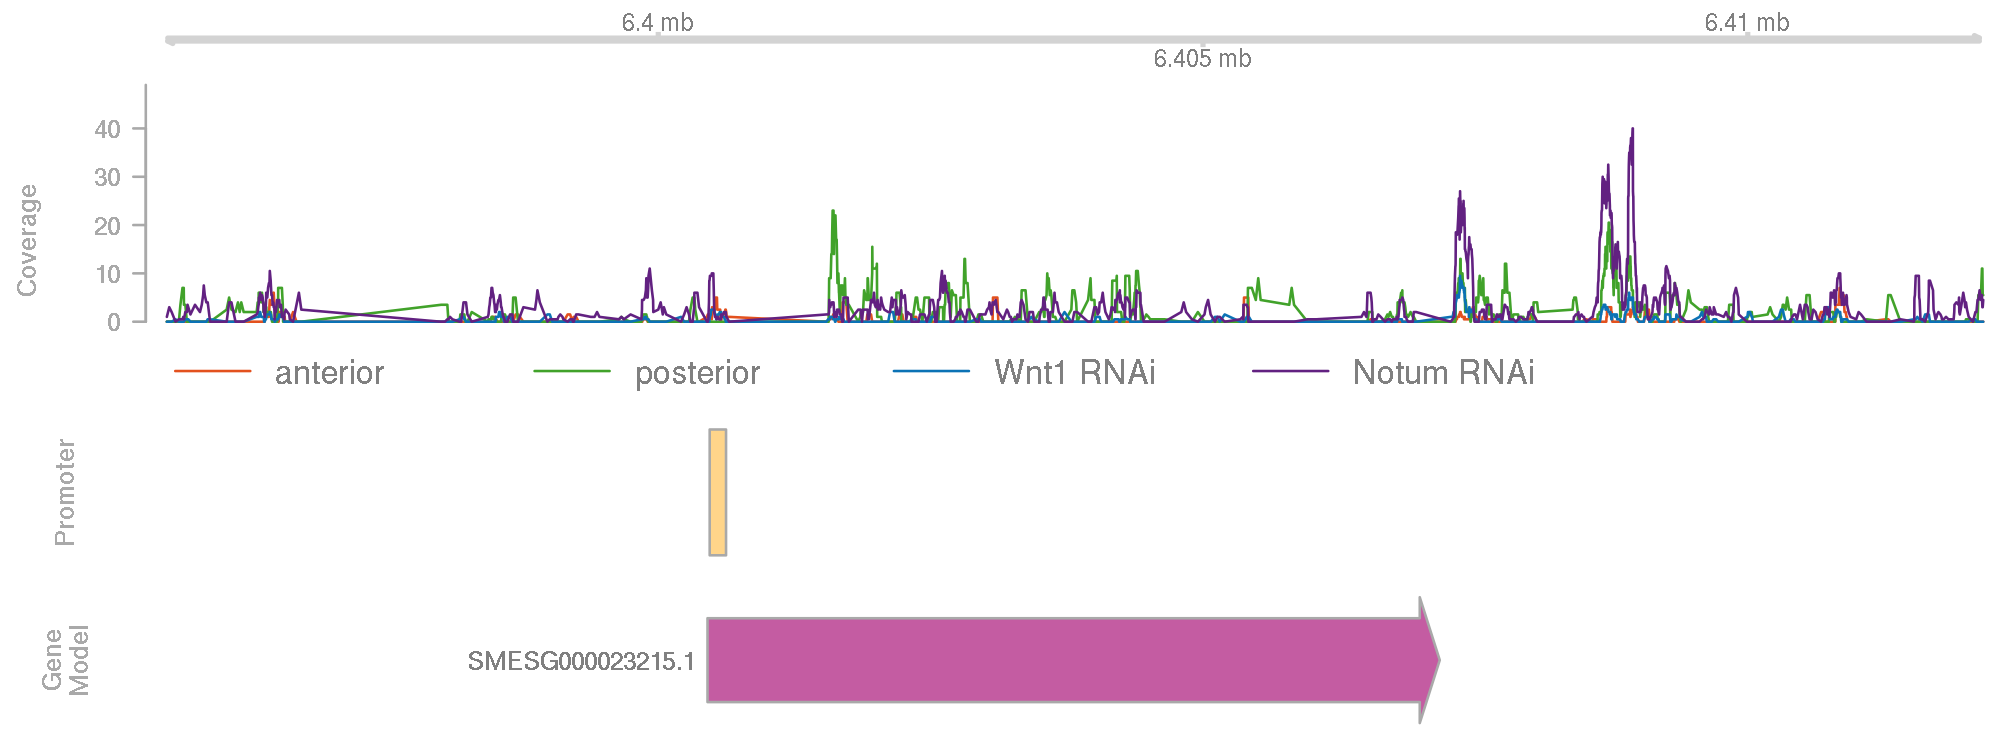 6.4 mb
6.41 mb
6.405 mb
Coverage
40
30
20
10
0
anterior
posterior
Wnt1 RNAi
Notum RNAi
Promoter
Gene
Model
SMESG000023215.1